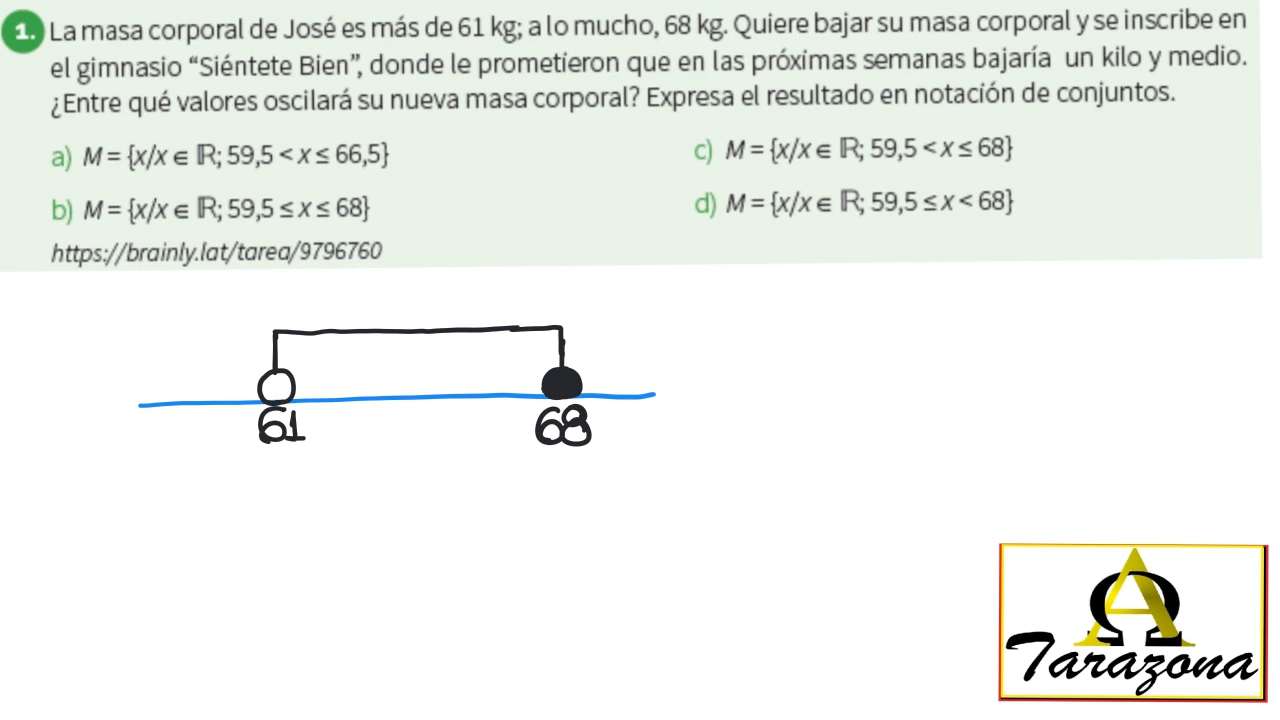 1. La masa corporal de José es más de 61 kg; a lo mucho, 68 kg. Quiere bajar su masa corporal y se inscribe en
el gimnasio “Siéntete Bien”, donde le prometieron que en las próximas semanas bajaría un kilo y medio.
¿Entre qué valores oscilará su nueva masa corporal? Expresa el resultado en notación de conjuntos.
a) M = {x/x ∈ ℝ; 59,5 < x ≤ 66,5}
c) M = {x/x ∈ ℝ; 59,5 < x ≤ 68}
b) M = {x/x ∈ ℝ; 59,5 ≤ x ≤ 68}
d) M = {x/x ∈ ℝ; 59,5 ≤ x < 68}
https://brainly.lat/tarea/9796760
61 68
ΑΩ
Tarazona